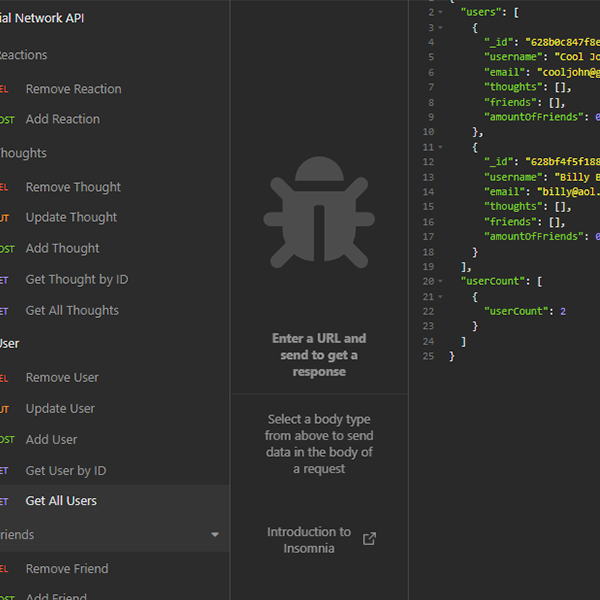 ial Network API
Reactions
EL Remove Reaction
OST Add Reaction
houghts
EL Remove Thought
UT Update Thought
OST Add Thought
ET Get Thought by ID
ET Get All Thoughts
User
EL Remove User
UT Update User
OST Add User
ET Get User by ID
ET Get All Users
riends
EL Remove Friend
OST Add Friend
Enter a URL and
send to get a
response
Select a body type
from above to send
data in the body of
a request
Introduction to
Insomnia
2 "users": [
3 {
4 "_id": "628b0c847f8e
5 "username": "Cool Jo
6 "email": "cooljohn@g
7 "thoughts": [],
8 "friends": [],
9 "amountOfFriends": 0
10 },
11 {
12 "_id": "628bf4f5f188
13 "username": "Billy B
14 "email": "billy@aol.
15 "thoughts": [],
16 "friends": [],
17 "amountOfFriends": 0
18 }
19 ],
20 "userCount": [
21 {
22 "userCount": 2
23 }
24 ]
25 }